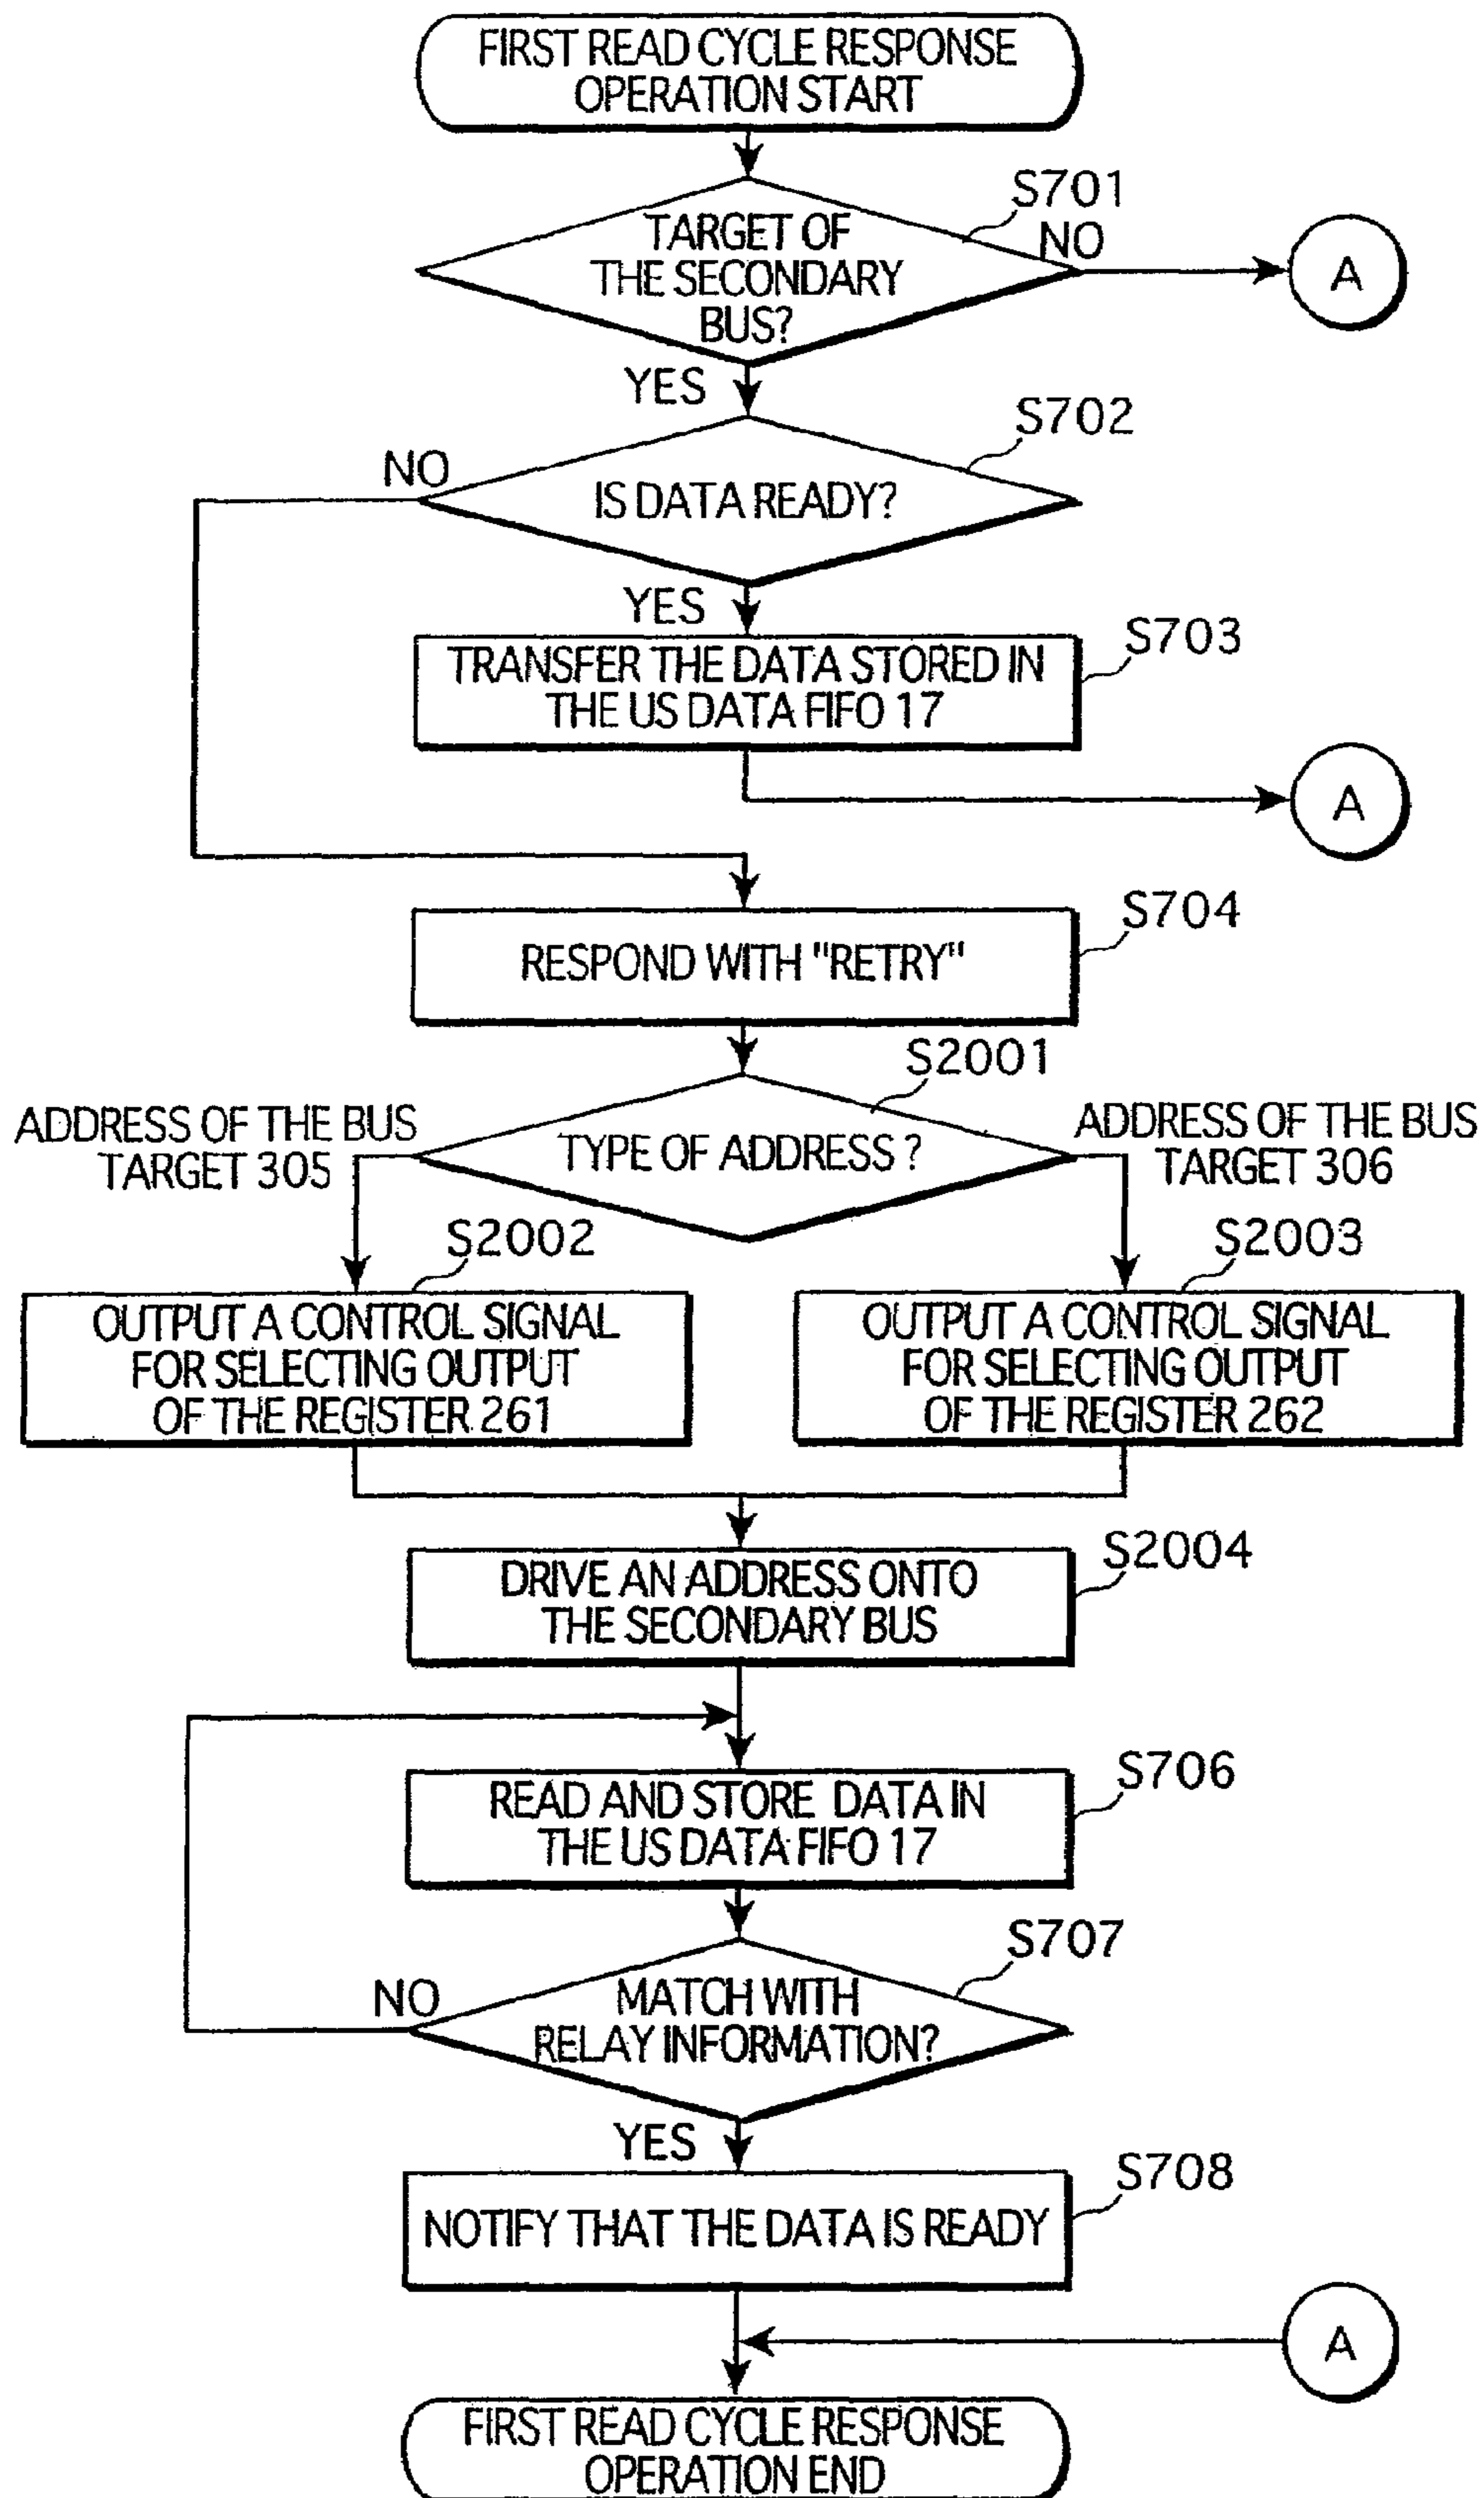 FIRST READ CYCLE RESPONSE
OPERATION START
S701
TARGET OF
THE SECONDARY
BUS?
NO
A
YES
S702
NO
IS DATA READY?
YES
S703
TRANSFER THE DATA STORED IN
THE US DATA FIFO 17
A
S704
RESPOND WITH "RETRY"
S2001
ADDRESS OF THE BUS
TARGET 305
TYPE OF ADDRESS ?
ADDRESS OF THE BUS
TARGET 306
S2002
OUTPUT A CONTROL SIGNAL
FOR SELECTING OUTPUT
OF THE REGISTER 261
S2003
OUTPUT A CONTROL SIGNAL
FOR SELECTING OUTPUT
OF THE REGISTER 262
S2004
DRIVE AN ADDRESS ONTO
THE SECONDARY BUS
S706
READ AND STORE DATA IN
THE US DATA FIFO 17
S707
NO
MATCH WITH
RELAY INFORMATION?
YES
S708
NOTIFY THAT THE DATA IS READY
A
FIRST READ CYCLE RESPONSE
OPERATION END